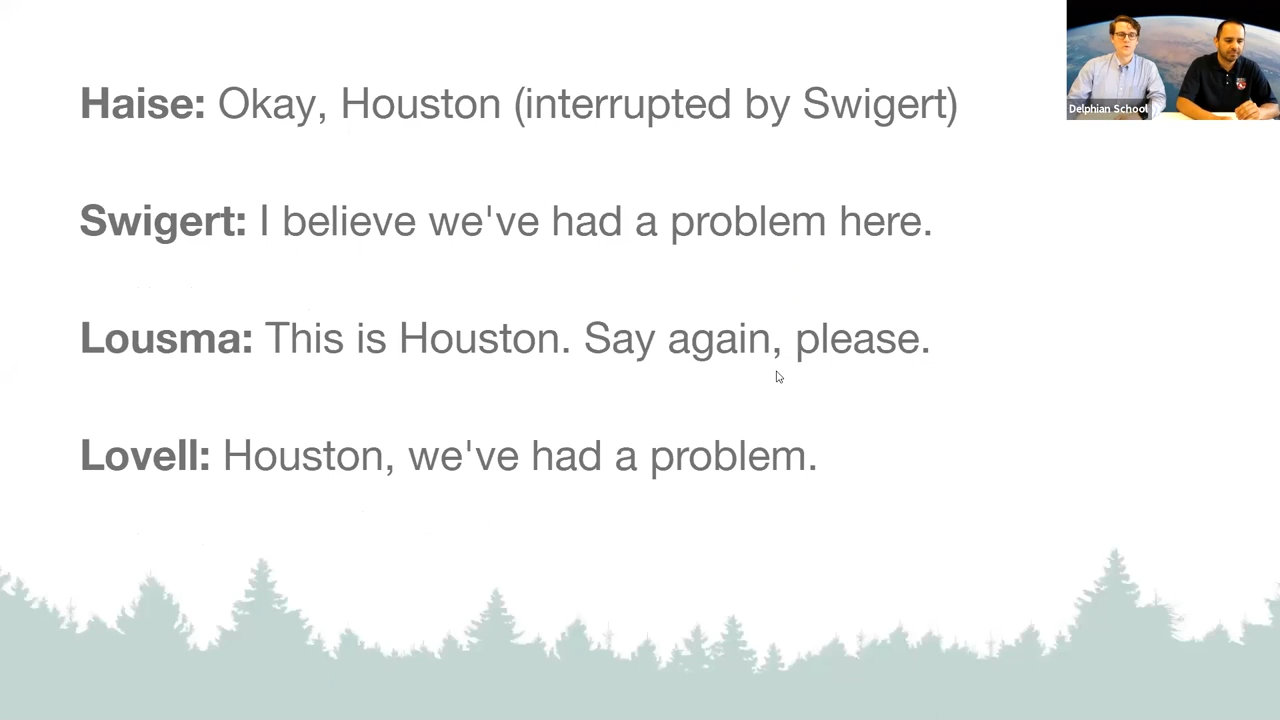 Haise: Okay, Houston (interrupted by Swigert)
Swigert: I believe we've had a problem here.
Lousma: This is Houston. Say again, please.
Lovell: Houston, we've had a problem.
Delphian School